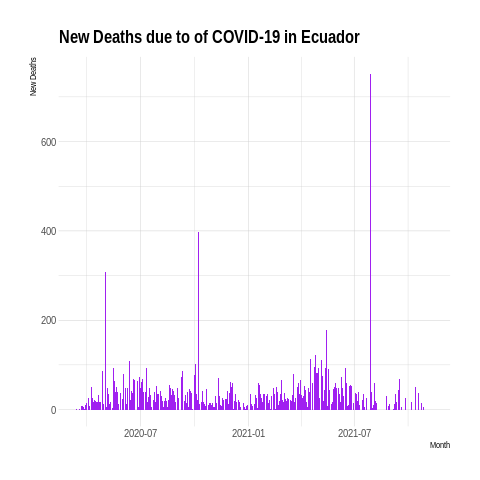 New Deaths due to of COVID-19 in Ecuador
New Deaths
600
400
200
0
2020-07
2021-01
2021-07
Month